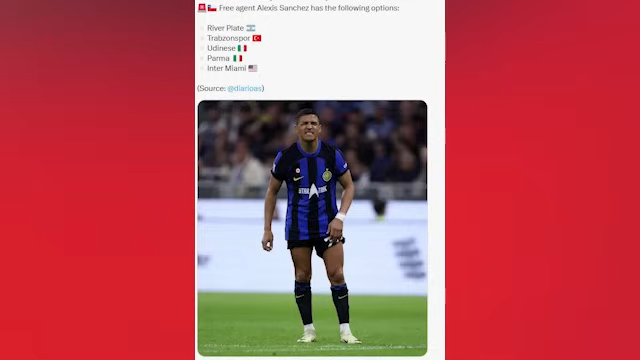 🚨🇨🇱 Free agent Alexis Sanchez has the following options:
River Plate 🇦🇷
Trabzonspor 🇹🇷
Udinese 🇮🇹
Parma 🇮🇹
Inter Miami 🇺🇸
(Source: @diarioas)